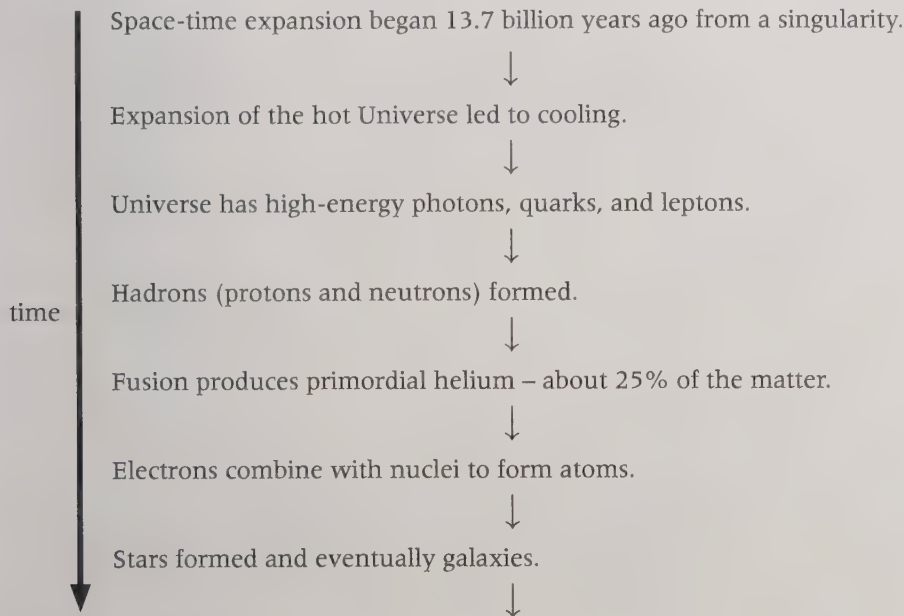 Space-time expansion began 13.7 billion years ago from a singularity.
Expansion of the hot Universe led to cooling.
Universe has high-energy photons, quarks, and leptons.
Hadrons (protons and neutrons) formed.
time
Fusion produces primordial helium – about 25% of the matter.
Electrons combine with nuclei to form atoms.
Stars formed and eventually galaxies.